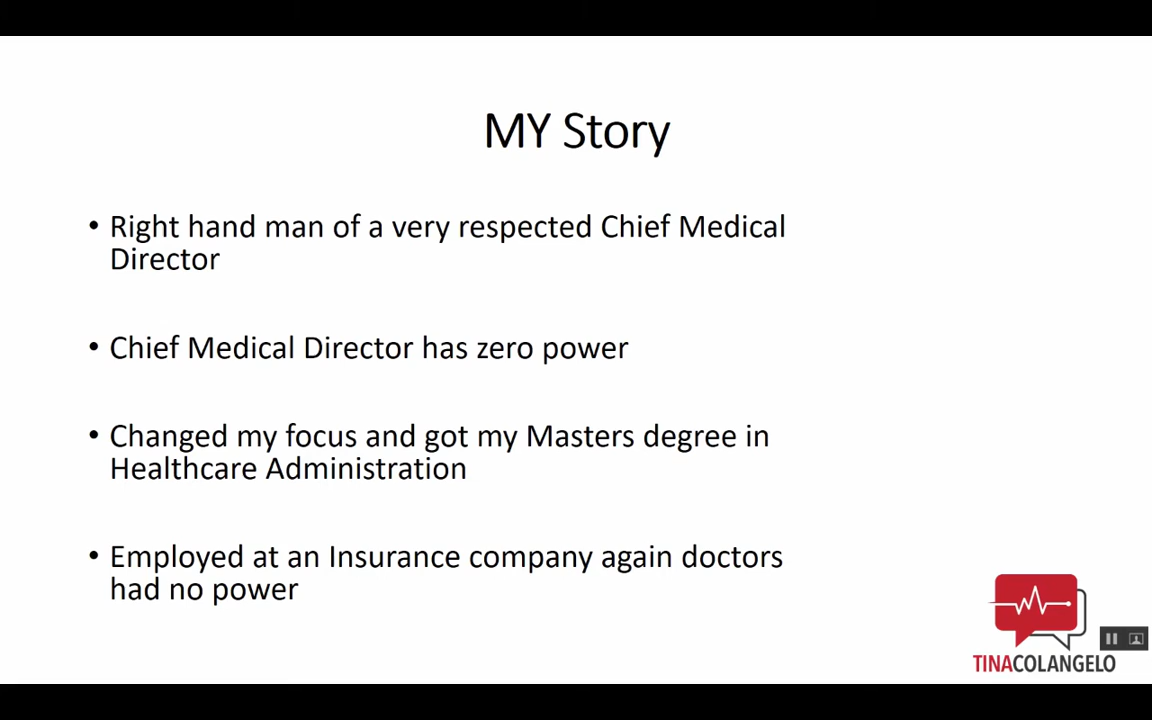 MY Story
• Right hand man of a very respected Chief Medical
Director
• Chief Medical Director has zero power
• Changed my focus and got my Masters degree in
Healthcare Administration
• Employed at an Insurance company again doctors
had no power
TINACOLANGELO